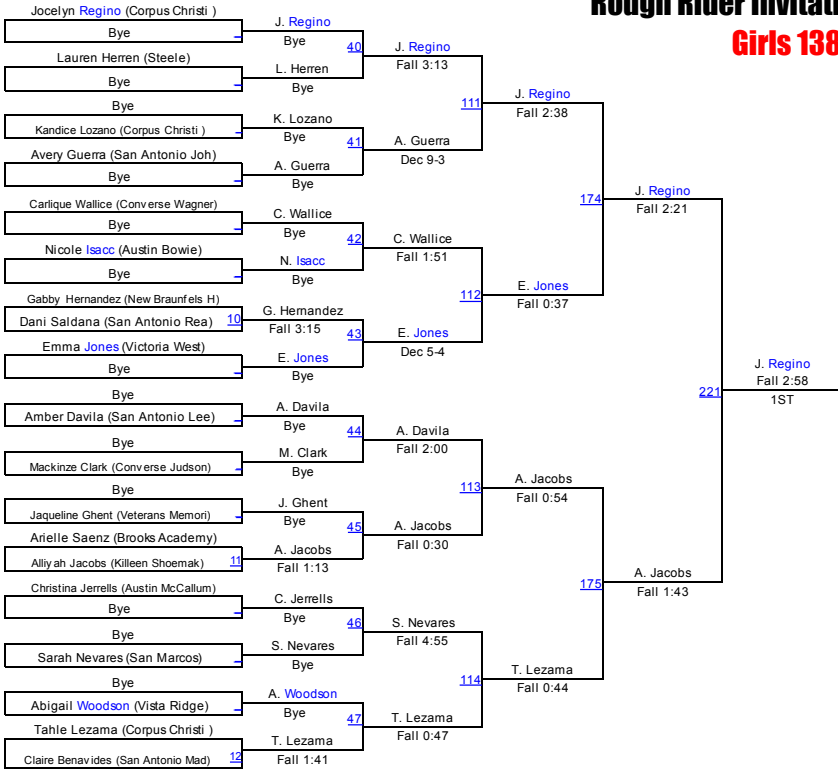 Rough Rider Invitati
Girls 138
Jocelyn Regino (Corpus Christi )
Bye
Lauren Herren (Steele)
Bye
Bye
Kandice Lozano (Corpus Christi )
Avery Guerra (San Antonio Joh)
Bye
Carlique Wallice (Converse Wagner)
Bye
Nicole Isacc (Austin Bowie)
Bye
Gabby Hernandez (New Braunfels H)
Dani Saldana (San Antonio Rea) 10
Emma Jones (Victoria West)
Bye
Bye
Amber Davila (San Antonio Lee)
Bye
Mackinze Clark (Converse Judson)
Bye
Jaqueline Ghent (Veterans Memori)
Arielle Saenz (Brooks Academy)
Alliyah Jacobs (Killeen Shoemak) 11
Christina Jerrells (Austin McCallum)
Bye
Bye
Sarah Nevares (San Marcos)
Bye
Abigail Woodson (Vista Ridge)
Tahle Lezama (Corpus Christi )
Claire Benavides (San Antonio Mad) 12
J. Regino
Bye
40
L. Herren
Bye
K. Lozano
Bye
41
A. Guerra
Bye
C. Wallice
Bye
42
N. Isacc
Bye
G. Hernandez
Fall 3:15
43
E. Jones
Bye
A. Davila
Bye
44
M. Clark
Bye
J. Ghent
Bye
45
A. Jacobs
Fall 1:13
C. Jerrells
Bye
46
S. Nevares
Bye
A. Woodson
Bye
47
T. Lezama
Fall 1:41
J. Regino
Fall 3:13
111
A. Guerra
Dec 9-3
C. Wallice
Fall 1:51
112
E. Jones
Dec 5-4
A. Davila
Fall 2:00
113
A. Jacobs
Fall 0:30
S. Nevares
Fall 4:55
114
T. Lezama
Fall 0:47
J. Regino
Fall 2:38
174
E. Jones
Fall 0:37
A. Jacobs
Fall 0:54
175
T. Lezama
Fall 0:44
J. Regino
Fall 2:21
221
A. Jacobs
Fall 1:43
J. Regino
Fall 2:58
1ST